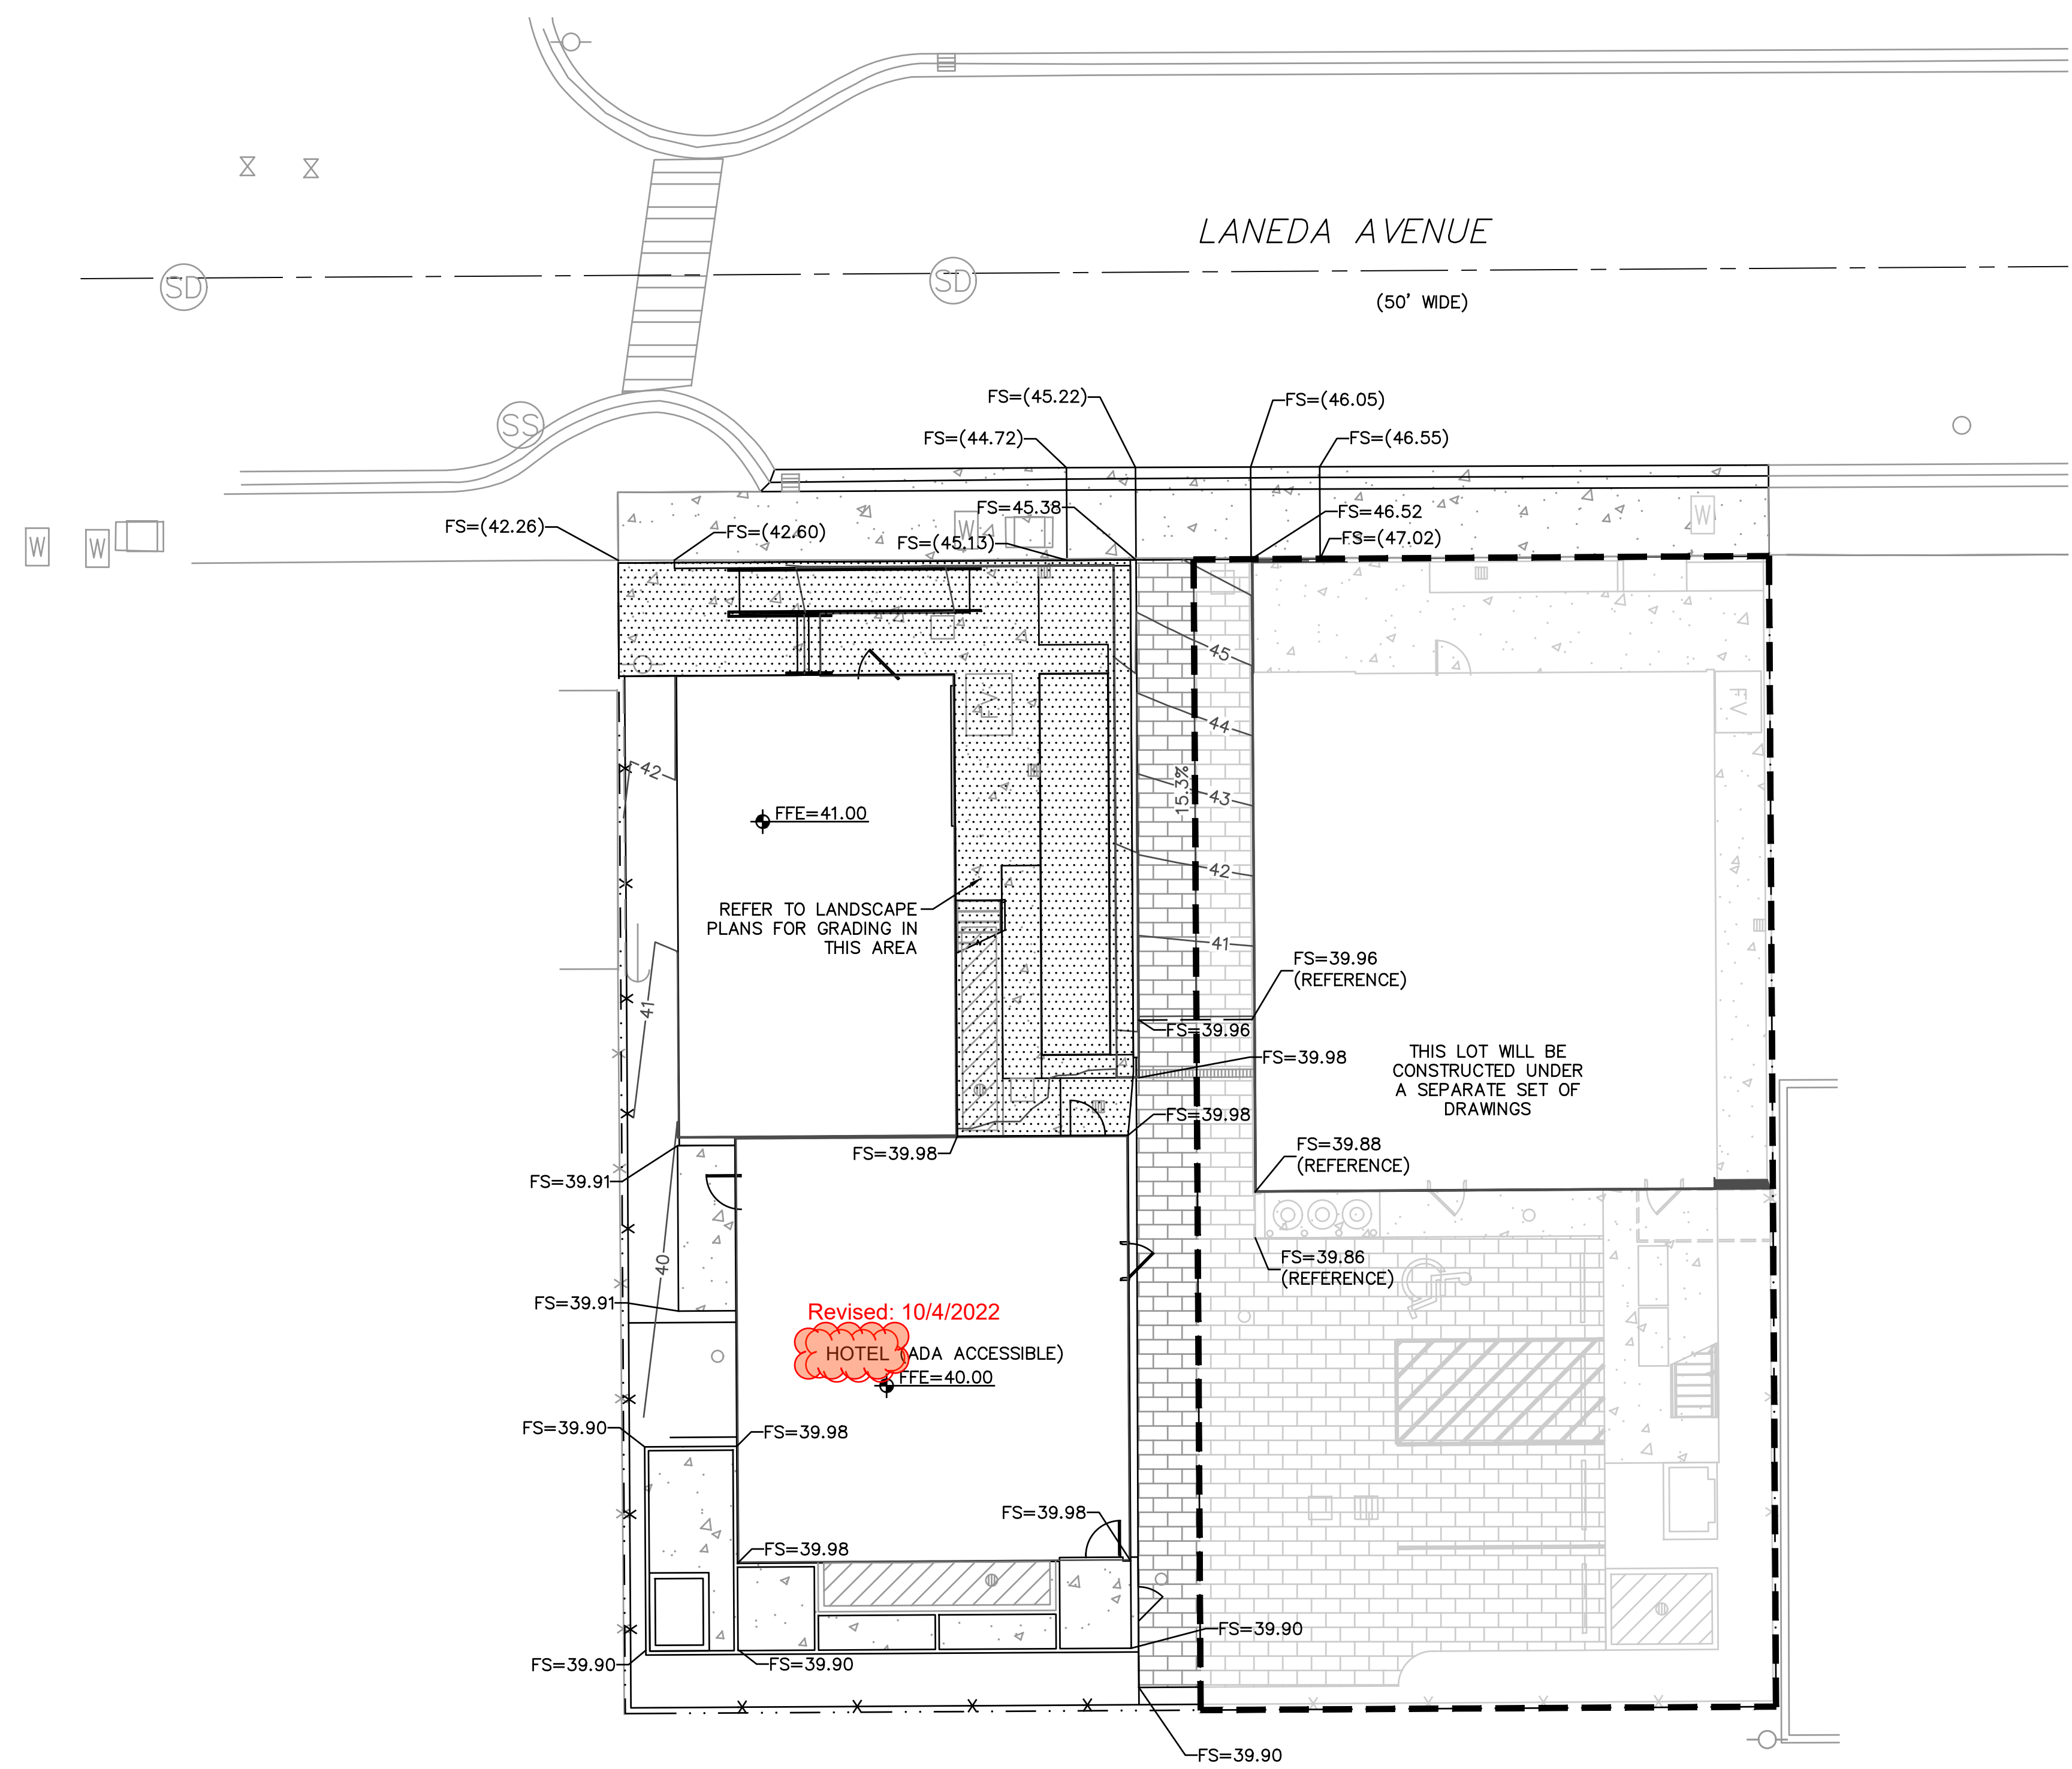 LANEDA AVENUE
SD
SD
(50' WIDE)
SS
FS=(45.22)
FS=(46.05)
FS=(44.72)
FS=(46.55)
FS=(42.26)
FS=(42.60)
FS=45.38
FS=(45.13)
FS=46.52
FS=(47.02)
W
W
W
W
45
44
43
42
41
15.3%
42
41
40
EV
EV
FFE=41.00
REFER TO LANDSCAPE
PLANS FOR GRADING IN
THIS AREA
FS=39.96
(REFERENCE)
FS=39.96
FS=39.98
THIS LOT WILL BE
CONSTRUCTED UNDER
A SEPARATE SET OF
DRAWINGS
FS=39.98
FS=39.98
FS=39.88
(REFERENCE)
FS=39.91
FS=39.86
(REFERENCE)
FS=39.91
Revised: 10/4/2022
HOTEL (ADA ACCESSIBLE)
FFE=40.00
FS=39.90
FS=39.98
FS=39.98
FS=39.98
FS=39.90
FS=39.90
FS=39.90
FS=39.90